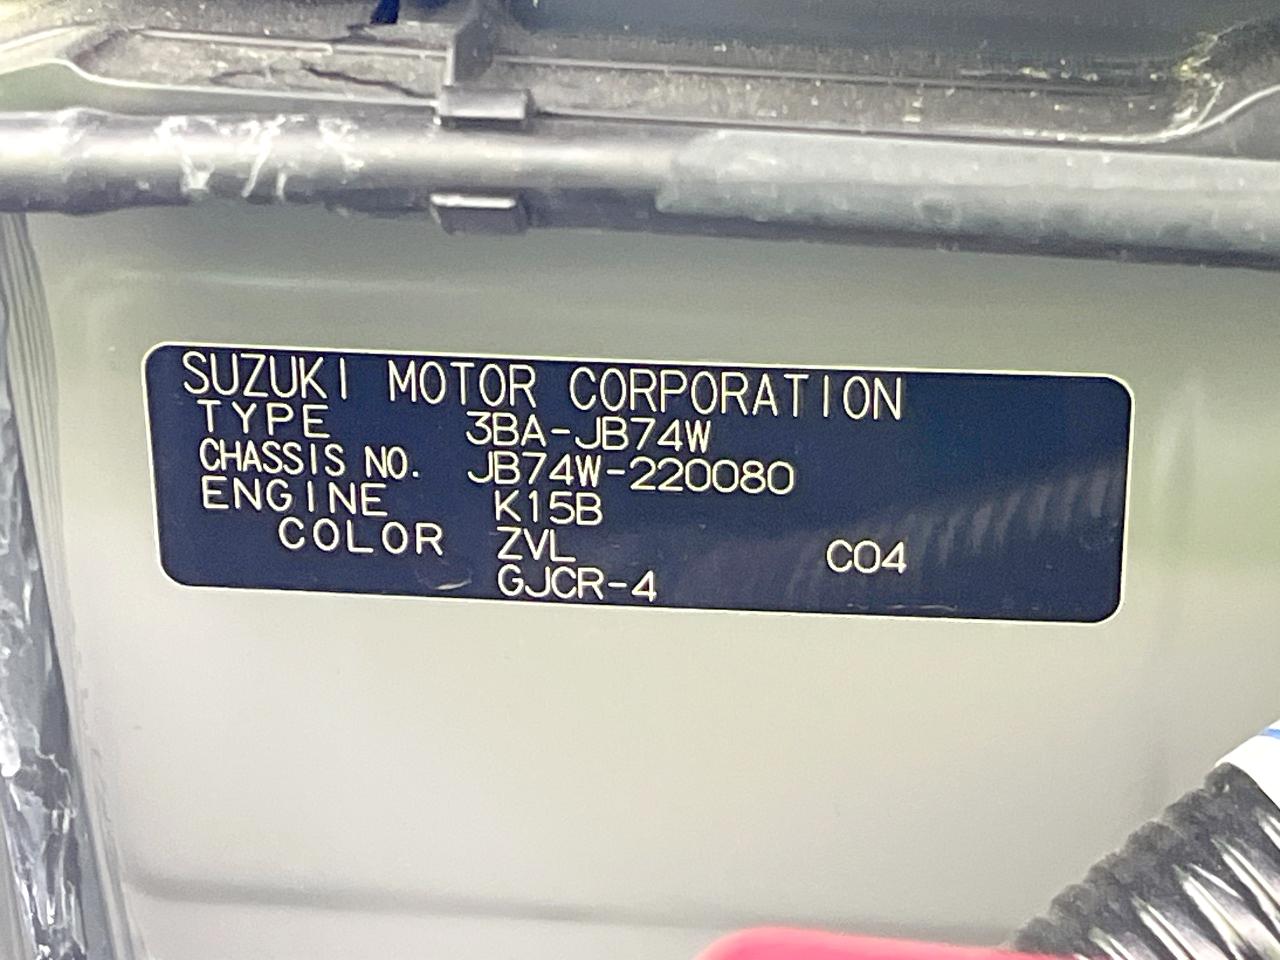 SUZUKI MOTOR CORPORATION
TYPE 3BA-JB74W
CHASSIS NO. JB74W-220080
ENGINE K15B
COLOR ZVL C04
GJCR-4